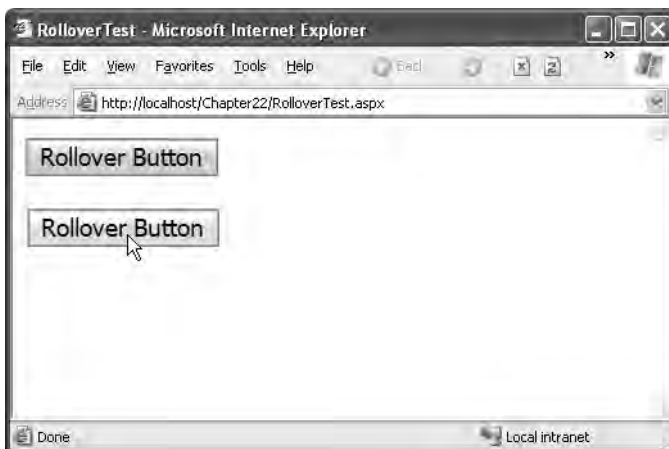 RolloverTest - Microsoft Internet Explorer
File Edit View Favorites Tools Help Back »
Address http://localhost/Chapter22/RolloverTest.aspx
Rollover Button
Rollover Button
Done Local intranet